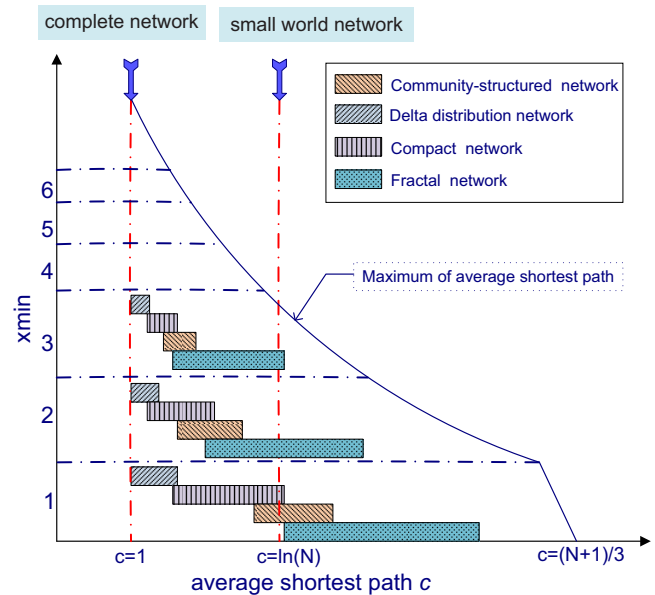 complete network
small world network
Community-structured network
Delta distribution network
Compact network
Fractal network
6
5
4
Maximum of average shortest path
xmin
3
2
1
c=1
c=ln(N)
c=(N+1)/3
average shortest path c